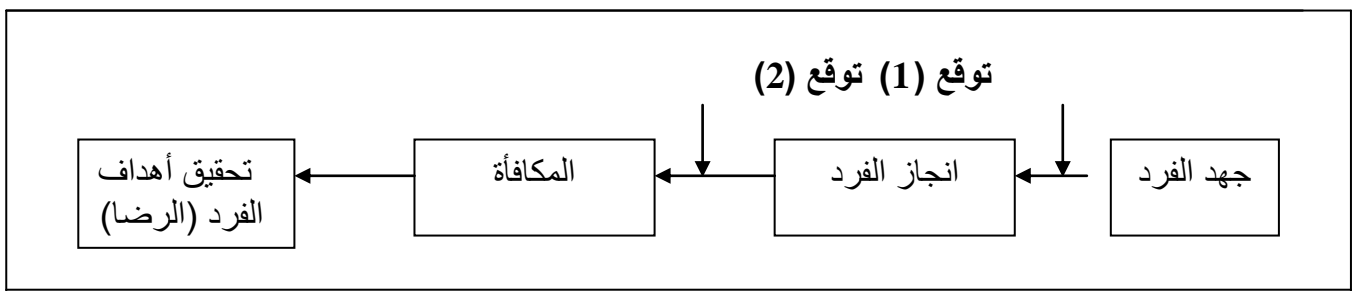 توقع (1) توقع (2)
جهد الفرد
انجاز الفرد
المكافأة
تحقيق أهداف
الفرد (الرضا)